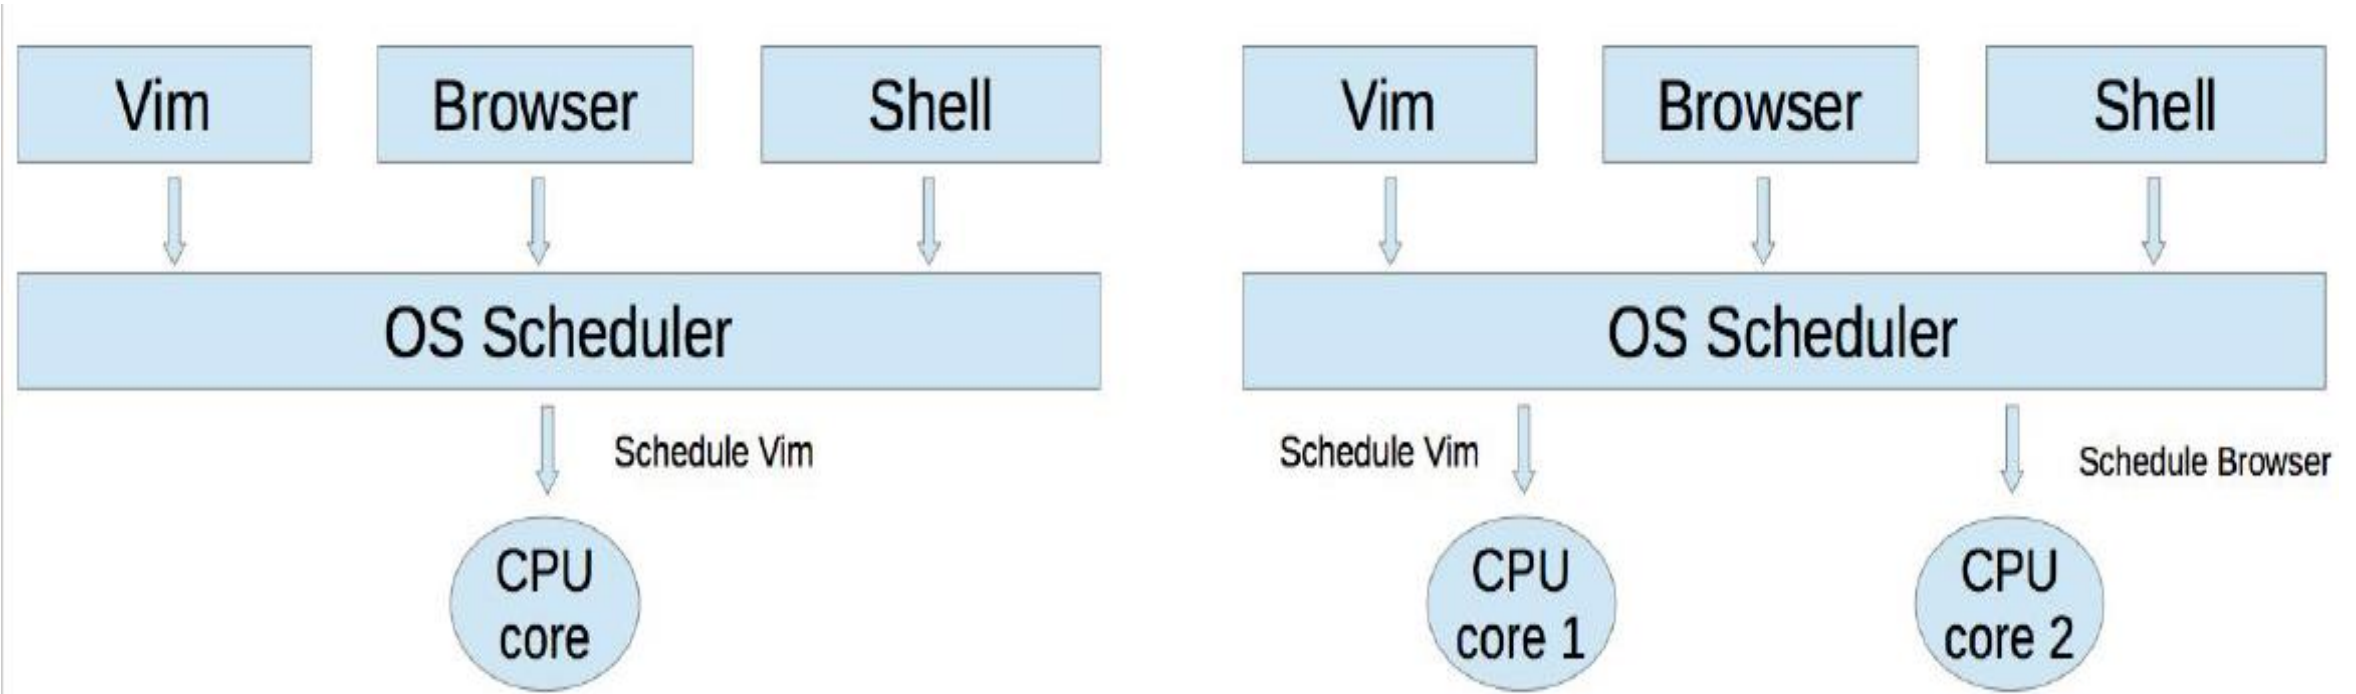 Vim
Browser
Shell
OS Scheduler
Schedule Vim
CPU
core
Vim
Browser
Shell
OS Scheduler
Schedule Vim
Schedule Browser
CPU
core 1
CPU
core 2